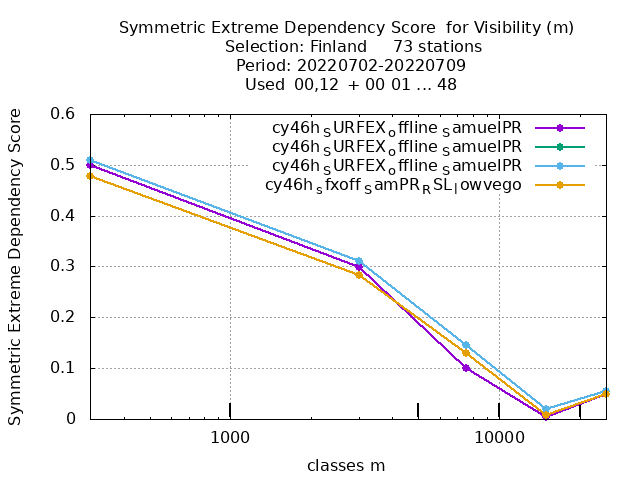 Symmetric Extreme Dependency Score for Visibility (m)
Selection: Finland 73 stations
Period: 20220702-20220709
Used 00,12 + 00 01 ... 48
Symmetric Extreme Dependency Score
0.6
0.5
0.4
0.3
0.2
0.1
0
cy46h_SURFEX_offline_SamuelPR
cy46h_SURFEX_offline_SamuelPR
cy46h_SURFEX_offline_SamuelPR
cy46h_sfxoff_SamPR_RSL_lowvego
1000
10000
classes m